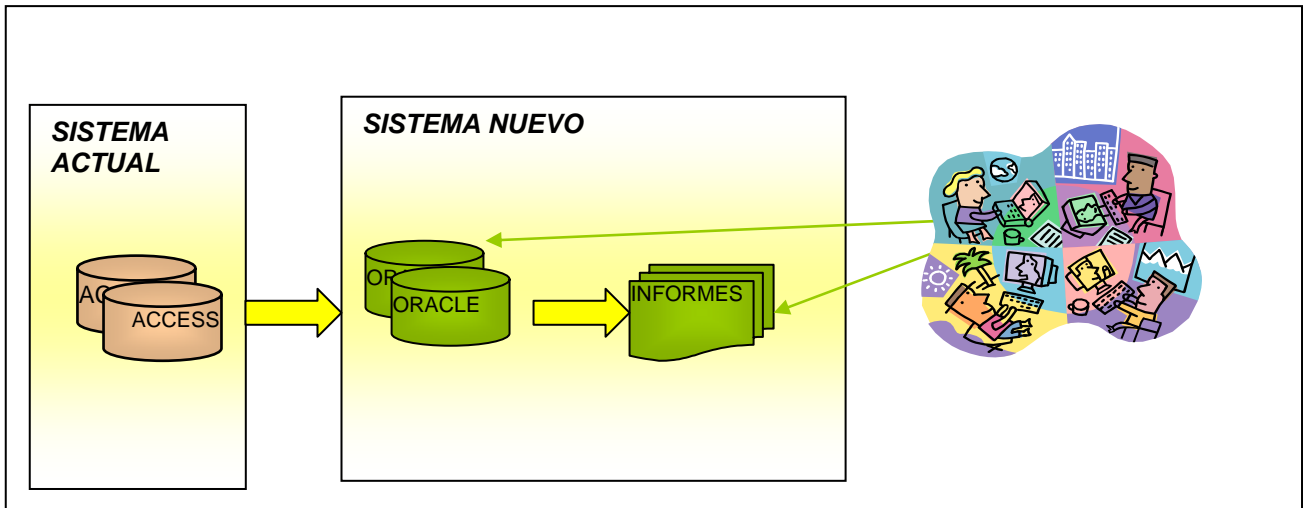 SISTEMA
ACTUAL
SISTEMA NUEVO
ACCESS
ORACLE
INFORMES